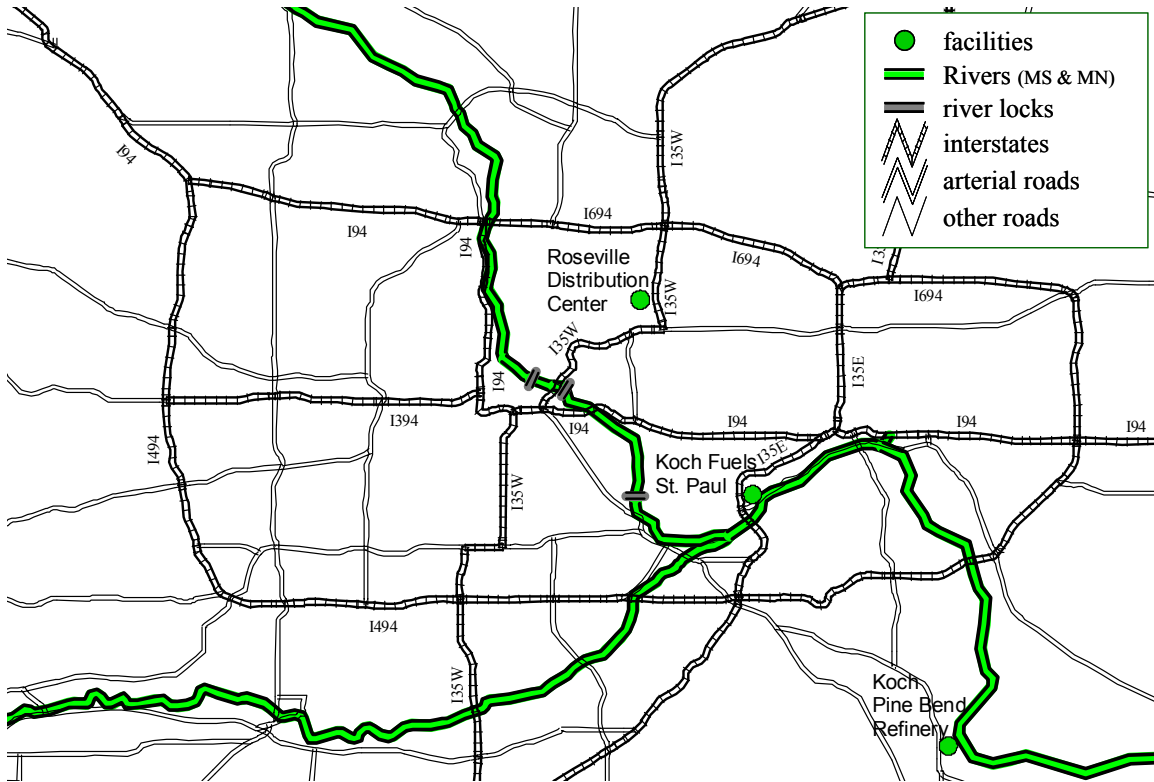 facilities
Rivers (MS & MN)
river locks
interstates
arterial roads
other roads
I94
I35W
I694
I94
I94
I694
Roseville
Distribution
Center
I35W
I694
I35W
I94
I35E
I394
I94
I94
I94
I494
I35W
I35E
Koch Fuels
St. Paul
I494
I35W
Koch
Pine Bend
Refinery